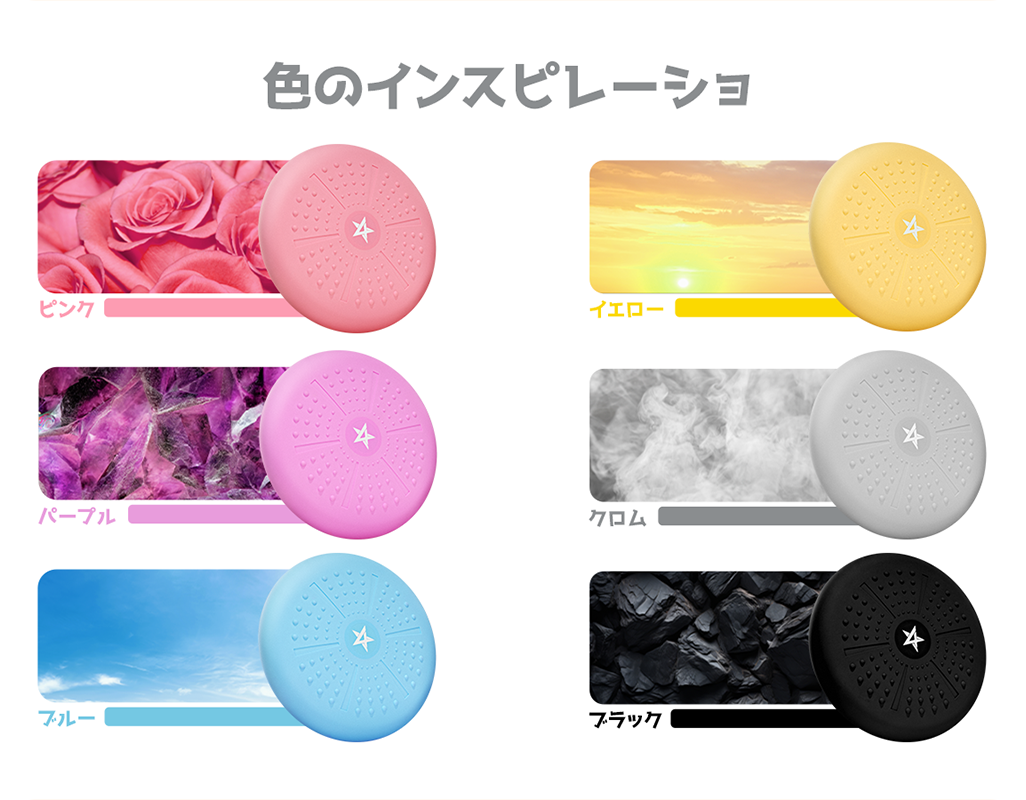 色のインスピレーショ
ピンク
イエロー
パープル
クロム
ブルー
ブラック